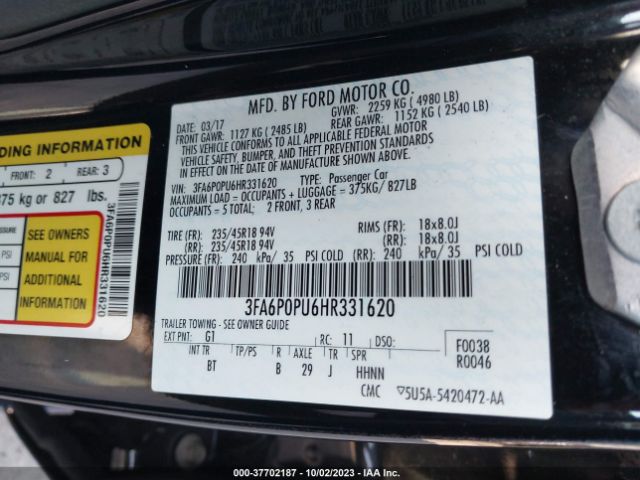 DING INFORMATION
FRONT: 2 REAR: 3
375 kg or 827 lbs.
PSI
PSI
SEE OWNERS
MANUAL FOR
ADDITIONAL
INFORMATION
3FA6P0PU6HR331620
MFD. BY FORD MOTOR CO.
DATE: 03/17 GVWR: 2259 KG ( 4980 LB)
FRONT GAWR: 1127 KG ( 2485 LB) REAR GAWR: 1152 KG ( 2540 LB)
THIS VEHICLE CONFORMS TO ALL APPLICABLE FEDERAL MOTOR
VEHICLE SAFETY, BUMPER, AND THEFT PREVENTION STANDARDS IN
EFFECT ON THE DATE OF MANUFACTURE SHOWN ABOVE.
VIN: 3FA6P0PU6HR331620 TYPE: Passenger Car
MAXIMUM LOAD = OCCUPANTS + LUGGAGE = 375KG/ 827LB
OCCUPANTS = 5 TOTAL; 2 FRONT, 3 REAR
TIRE (FR): 235/45R18 94V RIMS (FR): 18x8.0J
(RR): 235/45R18 94V (RR): 18x8.0J
PRESSURE (FR): 240 kPa/ 35 PSI COLD (RR): 240 kPa/ 35 PSI COLD
3FA6P0PU6HR331620
TRAILER TOWING - SEE OWNER GUIDE
EXT PNT: G1 RC: 11 DSO: F0038
R0046
INT TR TP/PS R AXLE TR SPR
BT B 29 J HHNN
CMC ▽5U5A-5420472-AA
000-37702187 - 10/02/2023 - IAA Inc.